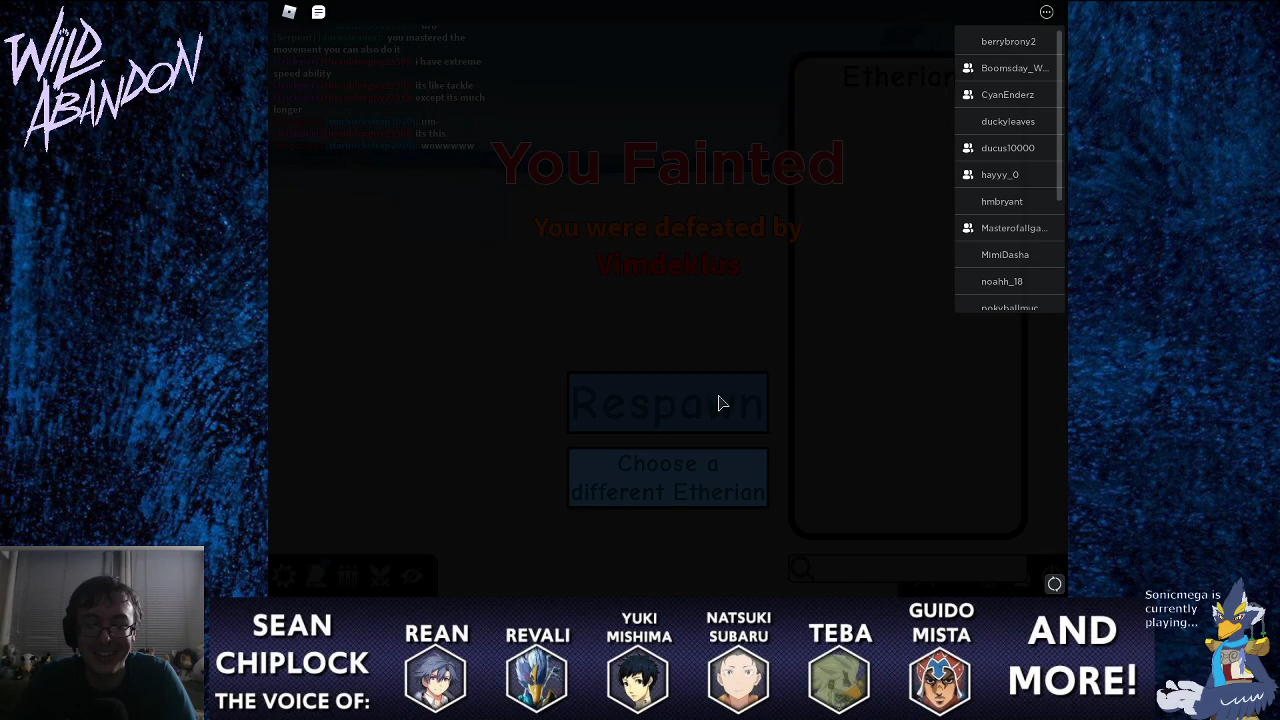 WILD
ABANDON
you mastered the
movement you can also do it
i have extreme
speed ability
its like tackle
except its much
longer
um-
its this
wowwwww
You Fainted
You were defeated by
Etherian
Respawn
Choose a
different Etherian
berrybrony2
Boomsday_W...
CyanEnderz
duckyleaves
ducus10000
hayyy_0
hmbryant
Masterofallga...
MimiDasha
noahh_18
SEAN
CHIPLOCK
THE VOICE OF:
REAN
REVALI
YUKI
MISHIMA
NATSUKI
SUBARU
TEBA
GUIDO
MISTA
AND
MORE!
Sonicmega is
currently
playing...